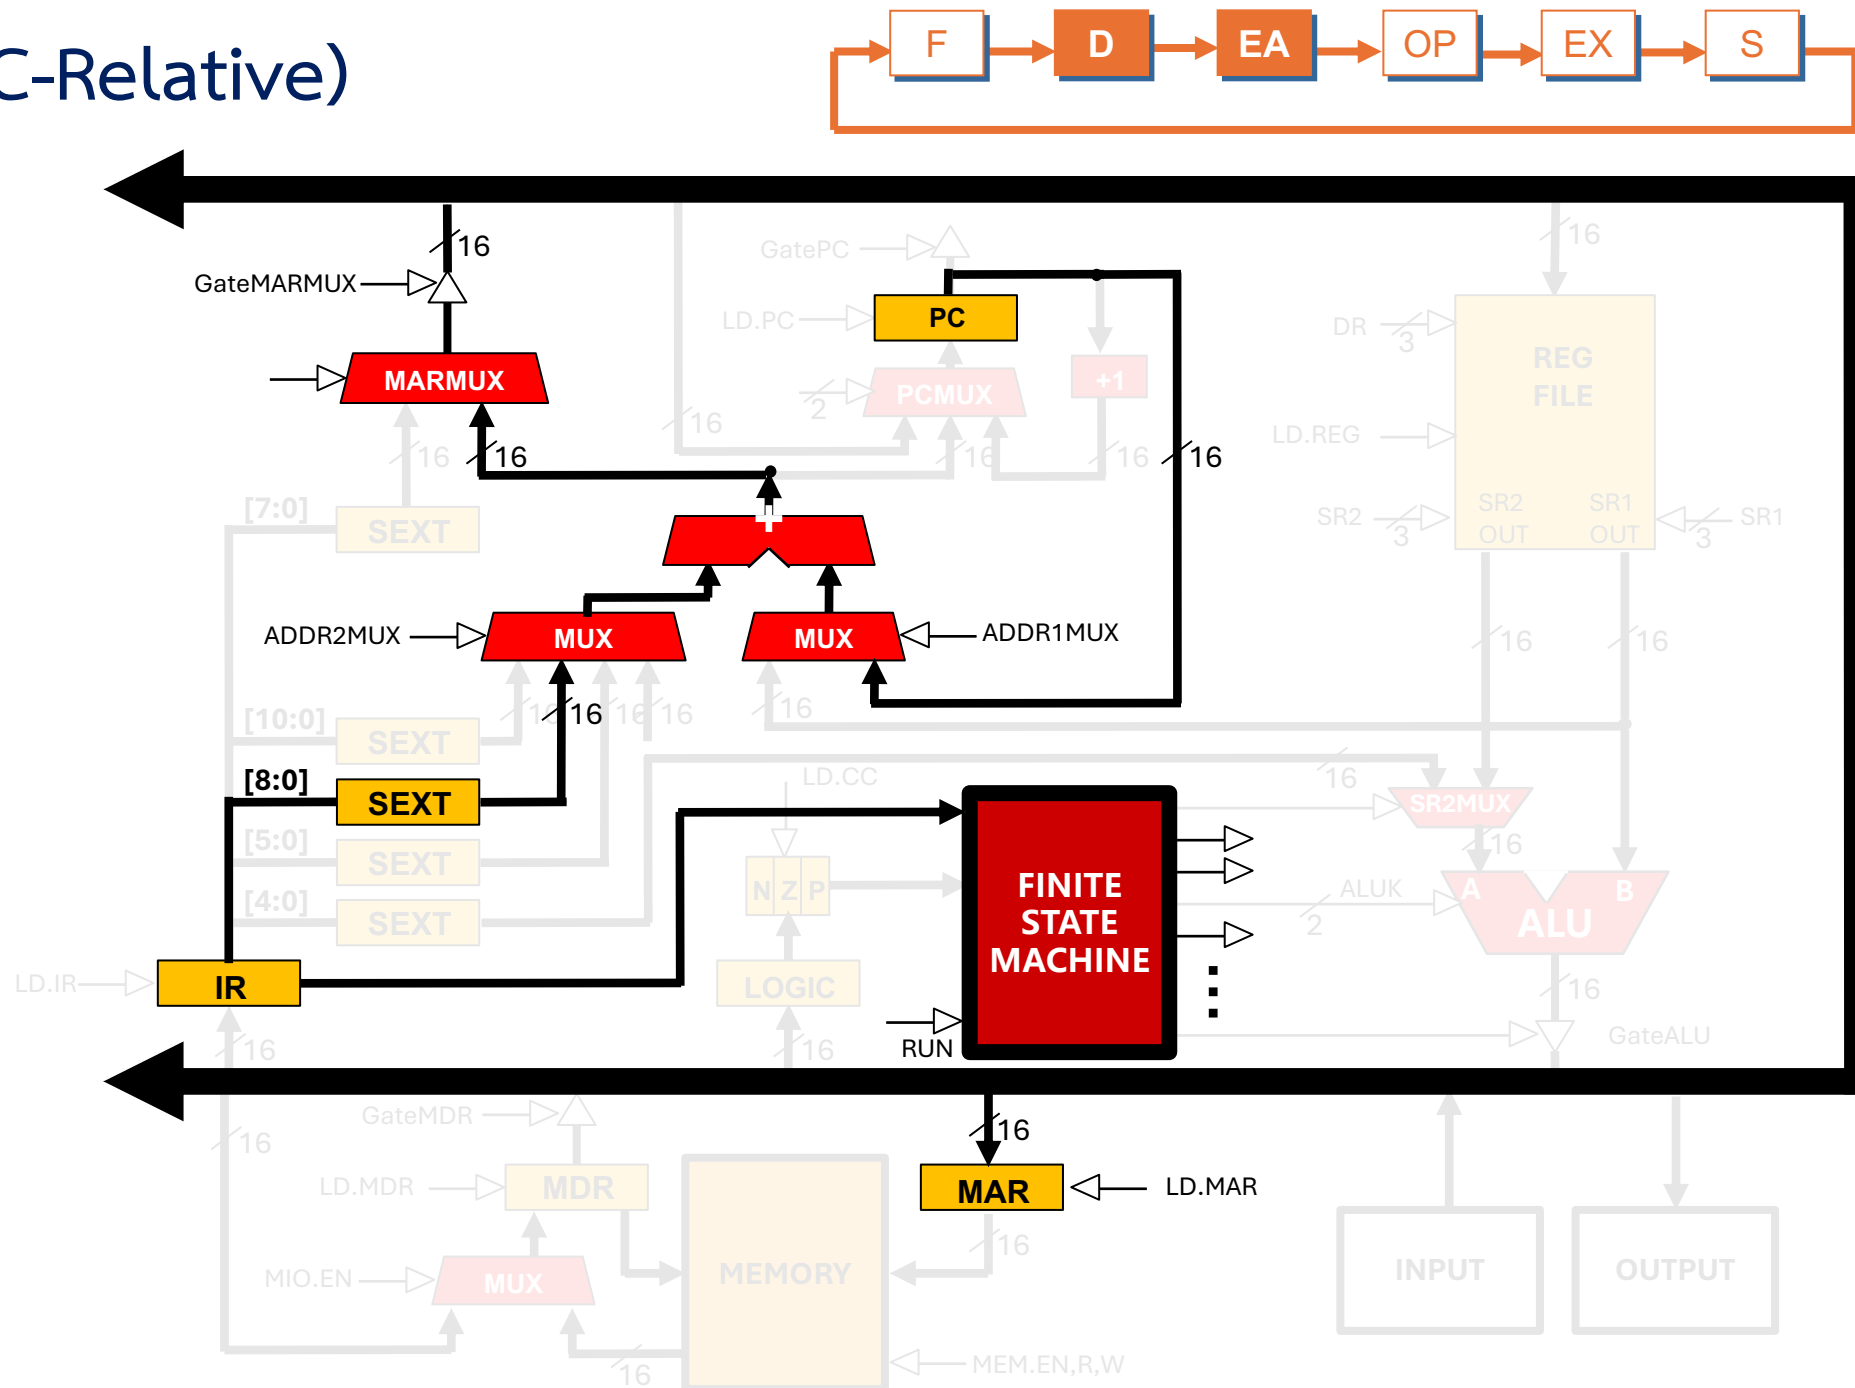 C-Relative)
F D EA OP EX S
16
GateMARMUX
MARMUX
16
[7:0]
SEXT
16
GatePC
LD.PC
PC
2
PCMUX
+1
16
16
16
16
16
DR
3
REG
FILE
LD.REG
SR2
3
SR2
OUT
SR1
OUT
3
SR1
+
ADDR2MUX
MUX
MUX
ADDR1MUX
16
16
16
16
16
16
16
[10:0]
SEXT
[8:0]
SEXT
[5:0]
SEXT
[4:0]
SEXT
LD.IR
IR
16
LD.CC
N Z P
LOGIC
16
FINITE
STATE
MACHINE
RUN
16
SR2MUX
16
ALUK
2
A
B
ALU
16
GateALU
GateMDR
16
LD.MDR
MDR
MIO.EN
MUX
16
MEMORY
16
MAR
LD.MAR
16
MEM.EN,R,W
INPUT
OUTPUT